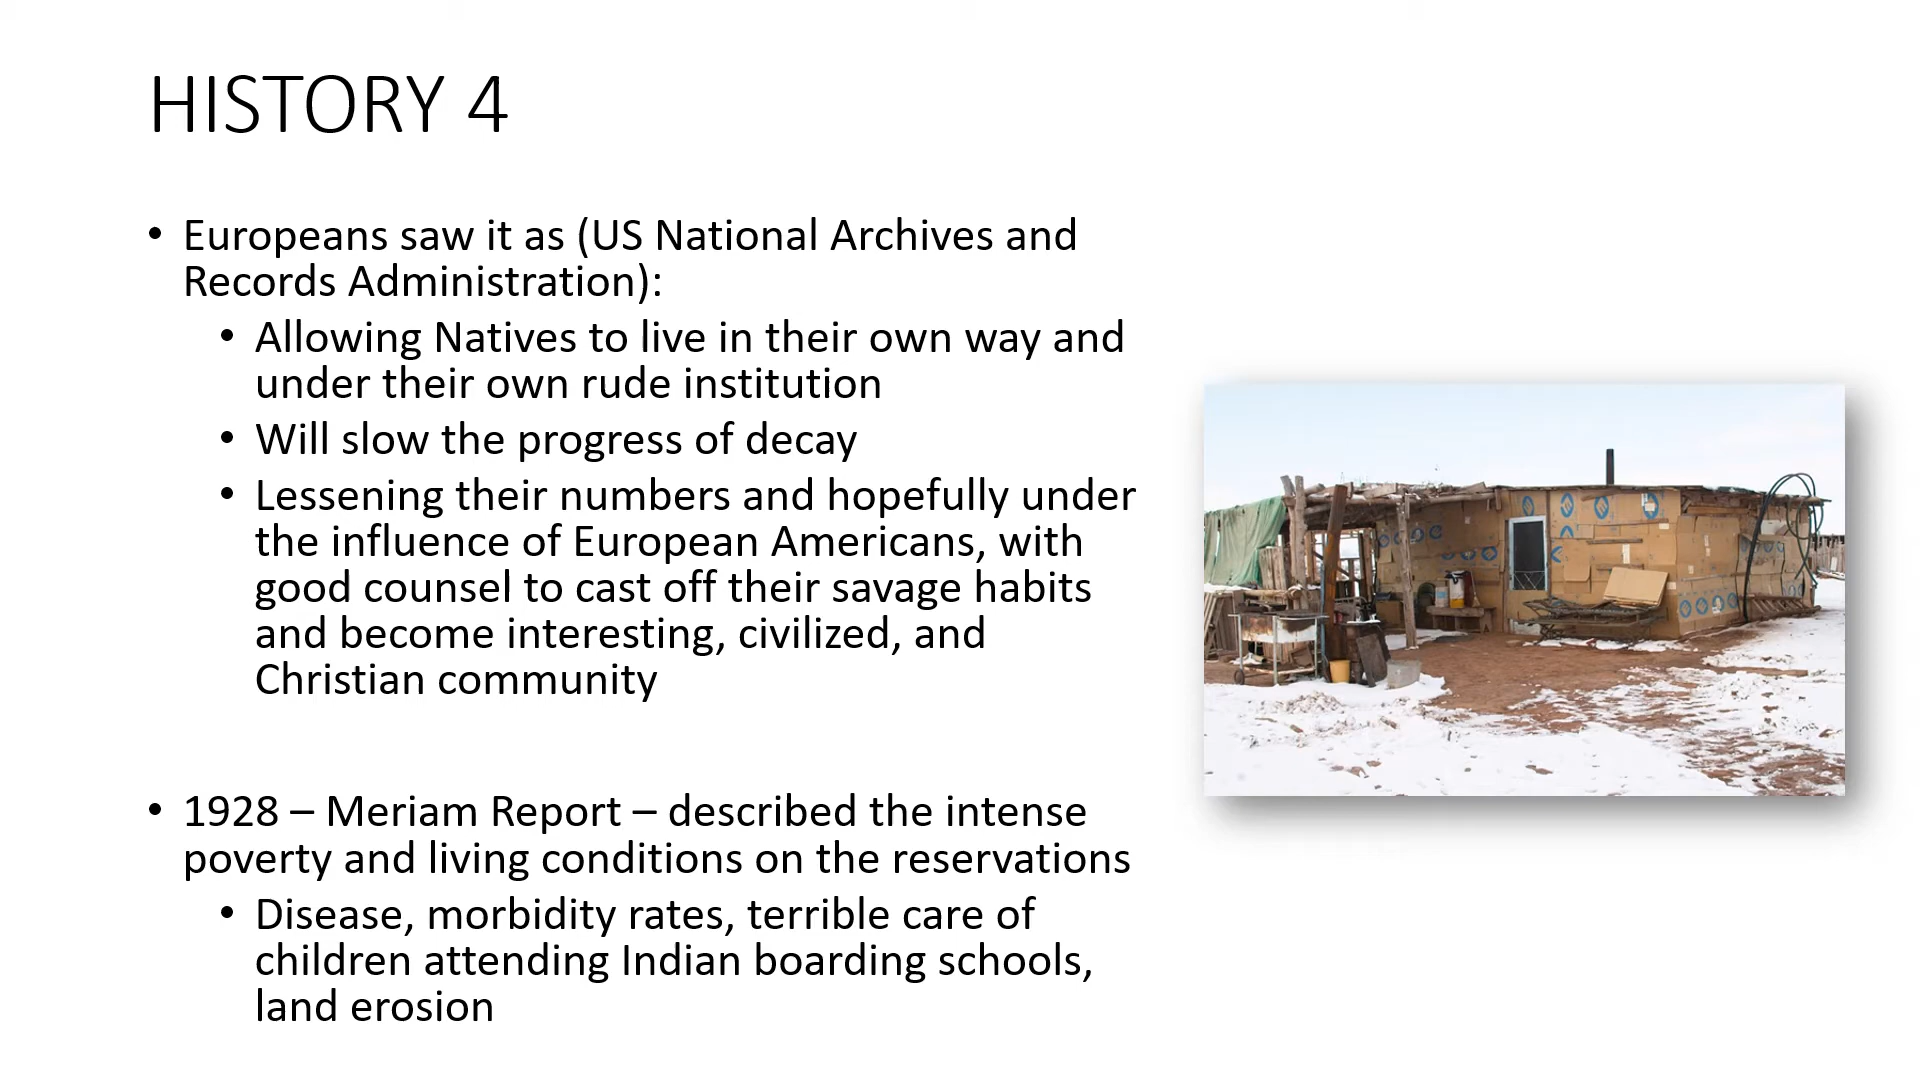 HISTORY 4
• Europeans saw it as (US National Archives and
Records Administration):
• Allowing Natives to live in their own way and
under their own rude institution
• Will slow the progress of decay
• Lessening their numbers and hopefully under
the influence of European Americans, with
good counsel to cast off their savage habits
and become interesting, civilized, and
Christian community
• 1928 – Meriam Report – described the intense
poverty and living conditions on the reservations
• Disease, morbidity rates, terrible care of
children attending Indian boarding schools,
land erosion